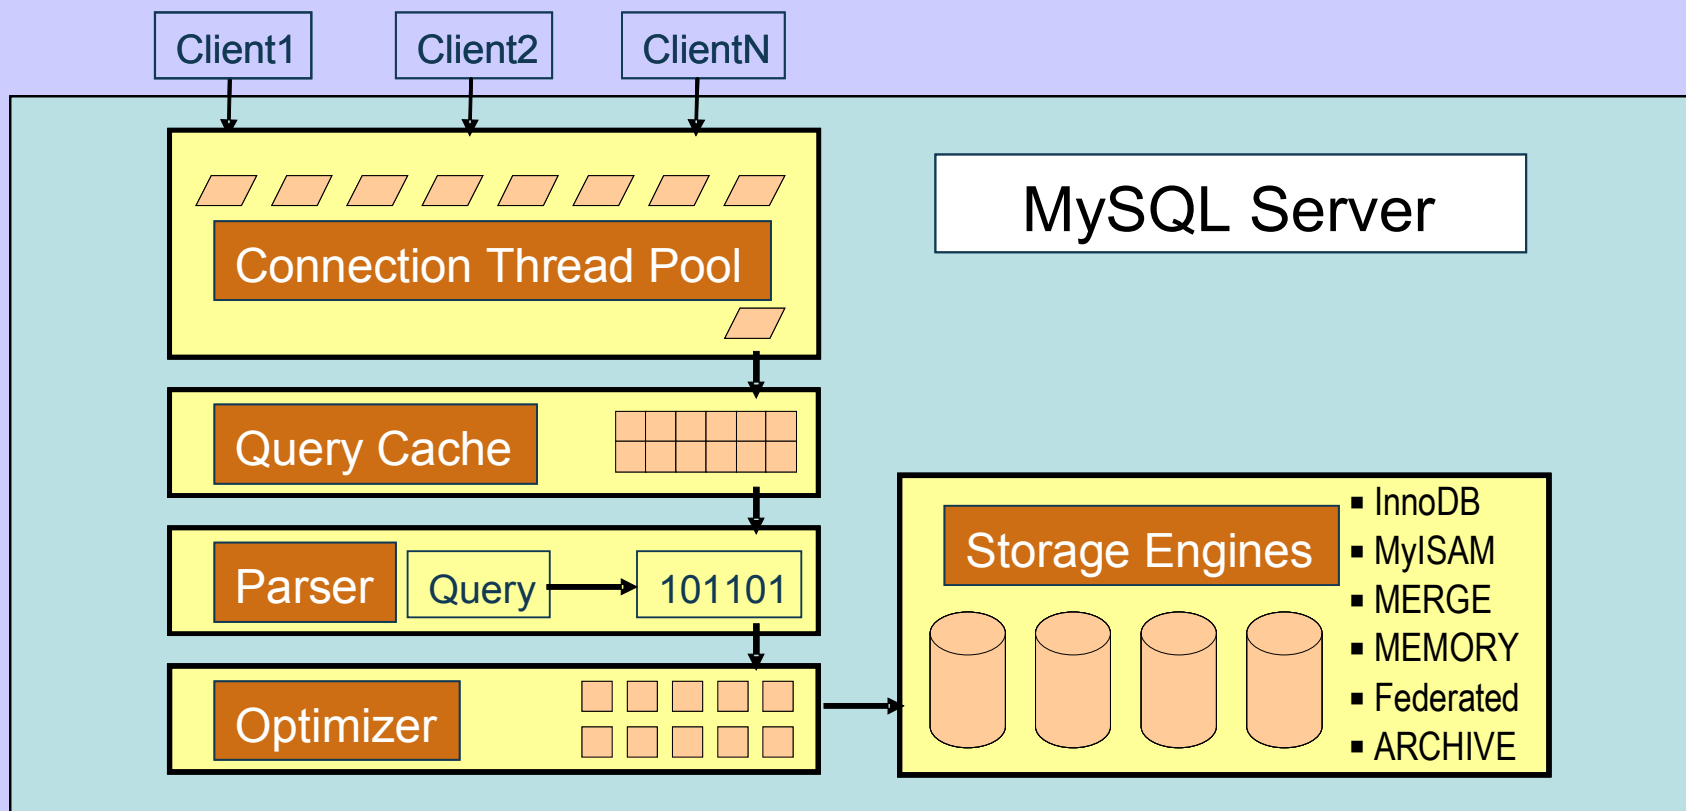 Client1
Client2
ClientN
MySQL Server
Connection Thread Pool
Query Cache
Parser
Query
101101
Optimizer
Storage Engines
▪ InnoDB
▪ MyISAM
▪ MERGE
▪ MEMORY
▪ Federated
▪ ARCHIVE